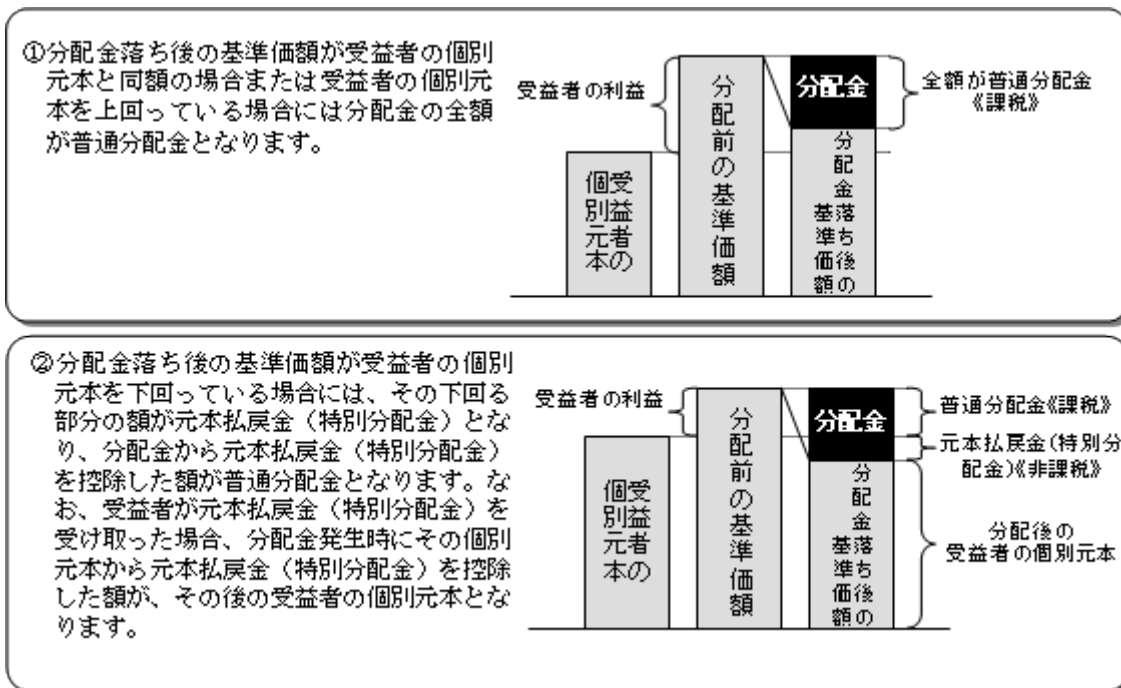 ①分配金落ち後の基準価額が受益者の個別
元本と同額の場合または受益者の個別元
本を上回っている場合には分配金の全額
が普通分配金となります。
受益者の利益
受益者の
個別元本
分配前の基準価額
分配金
分配金落ち後の
基準価額
全額が普通分配金
《課税》
②分配金落ち後の基準価額が受益者の個別
元本を下回っている場合には、その下回る
部分の額が元本払戻金（特別分配金）とな
り、分配金から元本払戻金（特別分配金）
を控除した額が普通分配金となります。な
お、受益者が元本払戻金（特別分配金）を
受け取った場合、分配金発生時にその個別
元本から元本払戻金（特別分配金）を控除
した額が、その後の受益者の個別元本とな
ります。
受益者の利益
受益者の
個別元本
分配前の基準価額
分配金
分配金落ち後の
基準価額
普通分配金《課税》
元本払戻金(特別分
配金)《非課税》
分配後の
受益者の個別元本